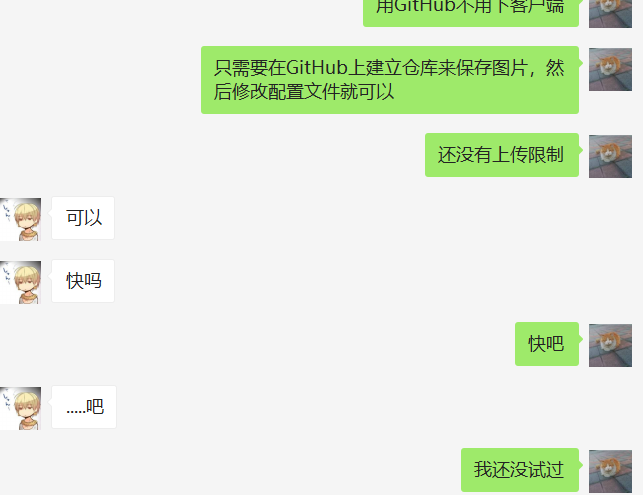 用GitHub不用下客户端
只需要在GitHub上建立仓库来保存图片，然
后修改配置文件就可以
还没有上传限制
可以
快吗
快吧
.....吧
我还没试过